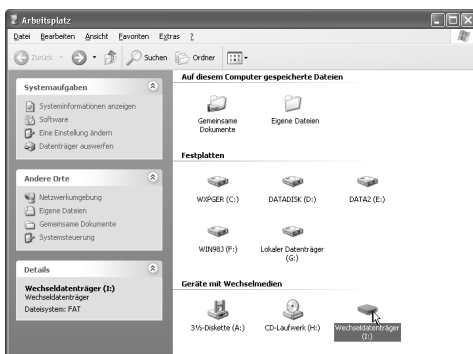 Arbeitsplatz
Datei Bearbeiten Ansicht Favoriten Extras ?
Zurück Suchen Ordner
Systemaufgaben
Systeminformationen anzeigen
Software
Eine Einstellung ändern
Datenträger auswerfen
Andere Orte
Netzwerkumgebung
Eigene Dateien
Gemeinsame Dokumente
Systemsteuerung
Details
Wechseldatenträger (I:)
Wechseldatenträger
Dateisystem: FAT
Auf diesem Computer gespeicherte Dateien
Gemeinsame
Dokumente
Eigene Dateien
Festplatten
WXPGER (C:)
DATADISK (D:)
DATA2 (E:)
WIN98J (F:)
Lokaler Datenträger
(G:)
Geräte mit Wechselmedien
3½-Diskette (A:)
CD-Laufwerk (H:)
Wechseldatenträger
(I:)